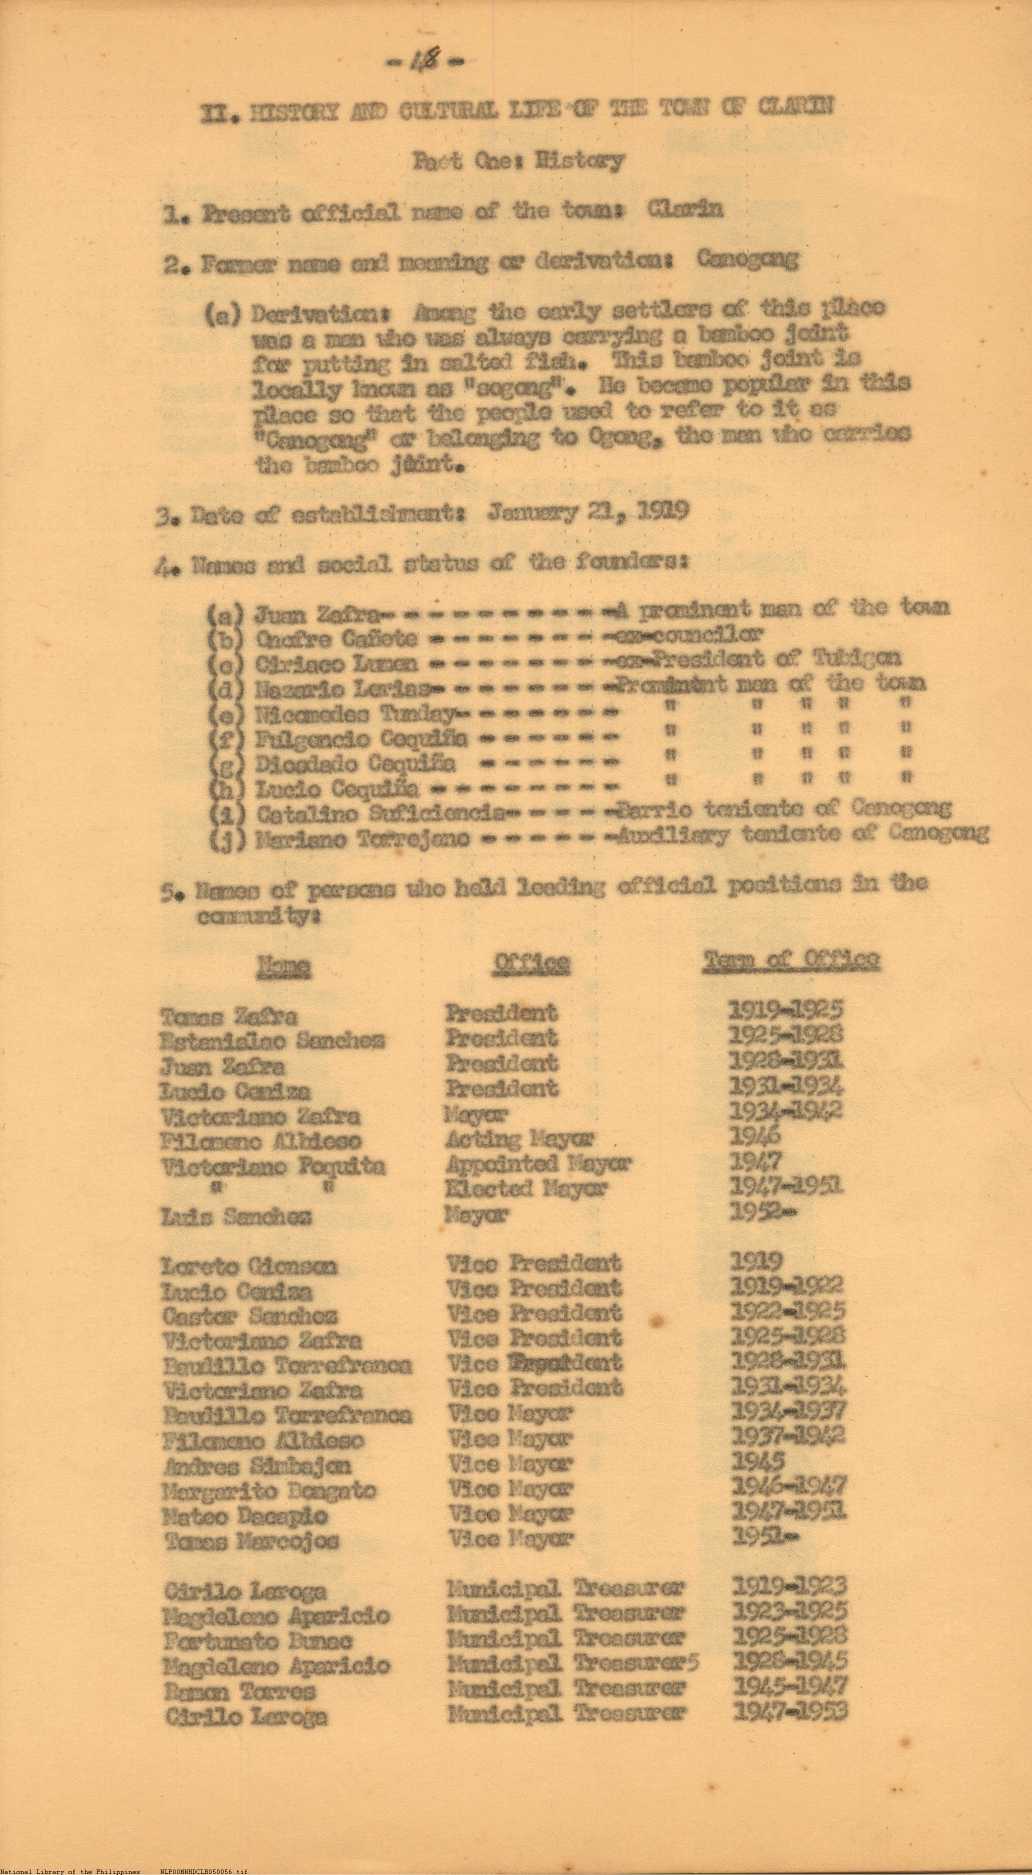 - 18 -
II. HISTORY AND CULTURAL LIFE OF THE TOWN OF CLARIN
Part One: History
1. Present official name of the town: Clarin
2. Former name and meaning or derivation: Canogong
(a) Derivation: Among the early settlers of this place
was a man who was always carrying a bamboo joint
for putting in salted fish. This bamboo joint is
locally known as "sogong". He became popular in this
place so that the people used to refer to it as
"Canogong" or belonging to Ogong, the man who carries
the bamboo joint.
3. Date of establishment: January 21, 1919
4. Names and social status of the founders:
(a) Juan Zafra- - - - - - - - - - -A prominent man of the town
(b) Onofre Cañete - - - - - - - - -ex-councilor
(c) Ciriaco Lumen - - - - - - - - -ex-President of Tubigon
(d) Nazario Lerias- - - - - - - - -Prominent man of the town
(e) Nicomedes Tunday- - - - - - - - " " " " "
(f) Fulgencio Cequiña - - - - - - " " " " "
(g) Diosdado Cequiña - - - - - - " " " " "
(h) Lucio Cequiña - - - - - - - - " " " " "
(i) Catalino Suficiencia- - - - - -Barrio teniente of Canogong
(j) Mariano Torrejano - - - - - -Auxiliary teniente of Canogong
5. Names of persons who held leading official positions in the
community:
Name Office Term of Office
Tomas Zafra President 1919-1925
Estanislao Sanchez President 1925-1928
Juan Zafra President 1928-1931
Lucio Ceniza President 1931-1934
Victoriano Zafra Mayor 1934-1942
Filomeno Albieso Acting Mayor 1946
Victoriano Poquita Appointed Mayor 1947
" " Elected Mayor 1947-1951
Luis Sanchez Mayor 1952-
Loreto Cionson Vice President 1919
Lucio Ceniza Vice President 1919-1922
Castor Sanchez Vice President 1922-1925
Victoriano Zafra Vice President 1925-1928
Baudillo Torrefranca Vice President 1928-1931
Victoriano Zafra Vice President 1931-1934
Baudillo Torrefranca Vice Mayor 1934-1937
Filomeno Albieso Vice Mayor 1937-1942
Andres Simbajon Vice Mayor 1945
Margarito Dongato Vice Mayor 1946-1947
Mateo Dacapio Vice Mayor 1947-1951
Tomas Marcojos Vice Mayor 1951-
Cirilo Laroga Municipal Treasurer 1919-1923
Magdaleno Aparicio Municipal Treasurer 1923-1925
Fortunato Bunac Municipal Treasurer 1925-1928
Magdaleno Aparicio Municipal Treasurer5 1928-1945
Ramon Torres Municipal Treasurer 1945-1947
Cirilo Laroga Municipal Treasurer 1947-1953
National Library of the Philippines NLP00MNHDCLB050056.tif